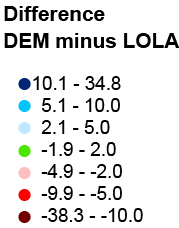 Difference
DEM minus LOLA
10.1 - 34.8
5.1 - 10.0
2.1 - 5.0
-1.9 - 2.0
-4.9 - -2.0
-9.9 - -5.0
-38.3 - -10.0